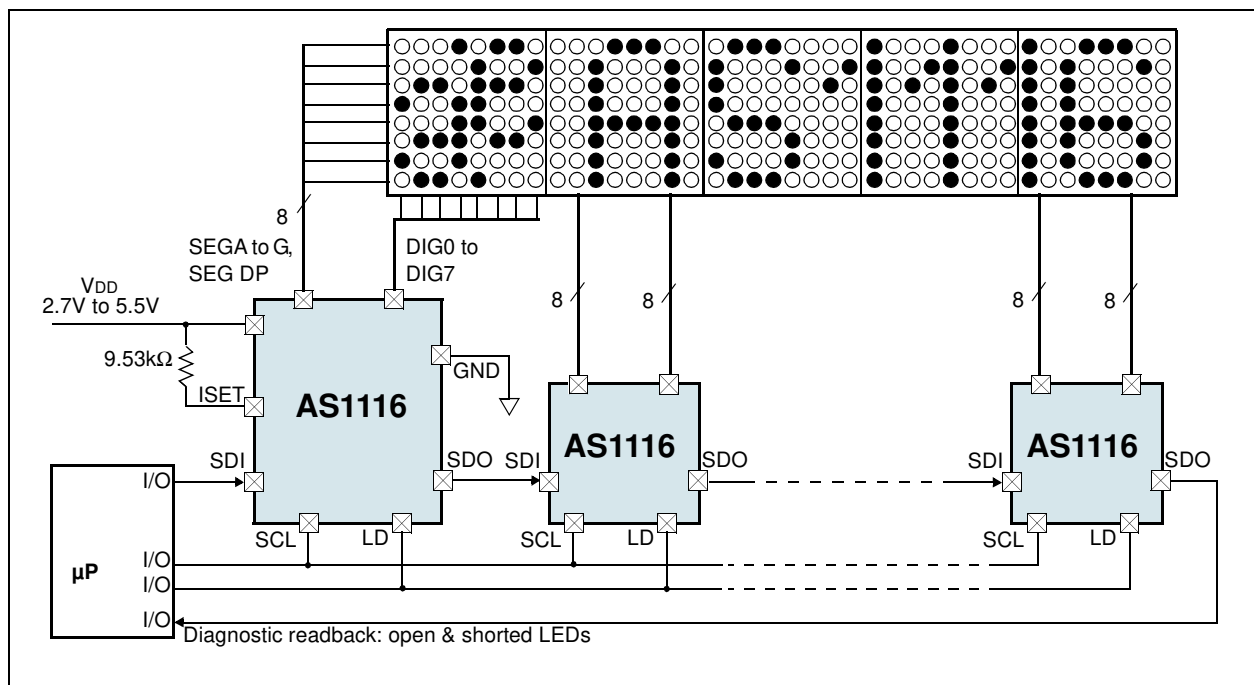 8
SEGA to G,
SEG DP
DIG0 to
DIG7
VDD
2.7V to 5.5V
9.53kΩ
ISET
GND
AS1116
8
8
8
8
AS1116
AS1116
SDI
SDO
SDI
SDO
SDI
SDO
I/O
SCL
LD
SCL
LD
SCL
LD
µP
I/O
I/O
I/O
Diagnostic readback: open & shorted LEDs